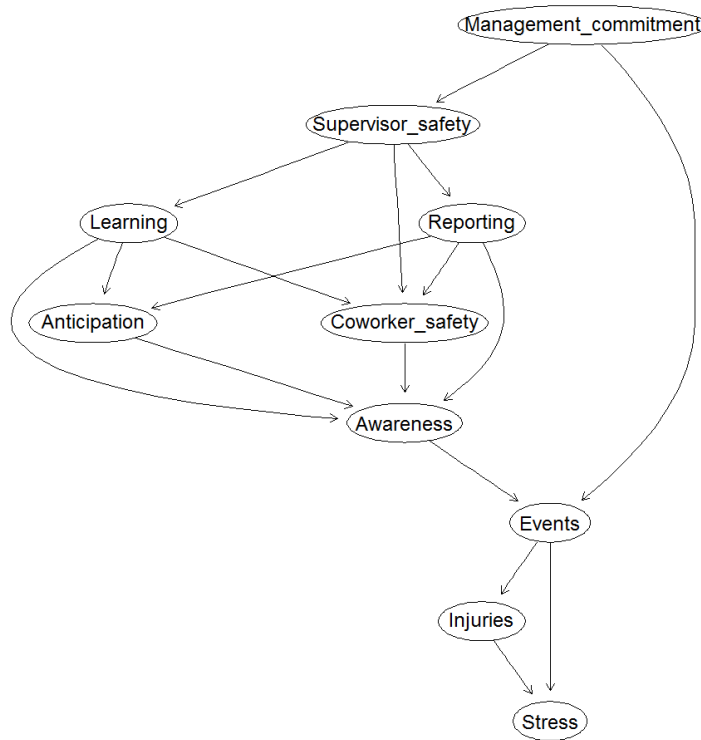 Management_commitment
Supervisor_safety
Learning
Reporting
Anticipation
Coworker_safety
Awareness
Events
Injuries
Stress